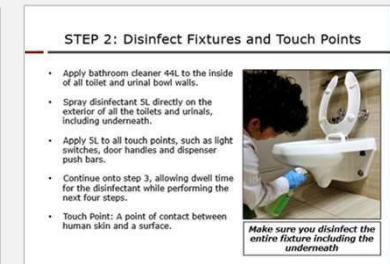 STEP 2: Disinfect Fixtures and Touch Points
• Apply bathroom cleaner 44L to the inside
of all toilet and urinal bowl walls.
• Spray disinfectant 5L directly on the
exterior of all the toilets and urinals,
including underneath.
• Apply 5L to all touch points, such as light
switches, door handles and dispenser
push bars.
• Continue onto step 3, allowing dwell time
for the disinfectant while performing the
next four steps.
• Touch Point: A point of contact between
human skin and a surface.
Make sure you disinfect the
entire fixture including the
underneath